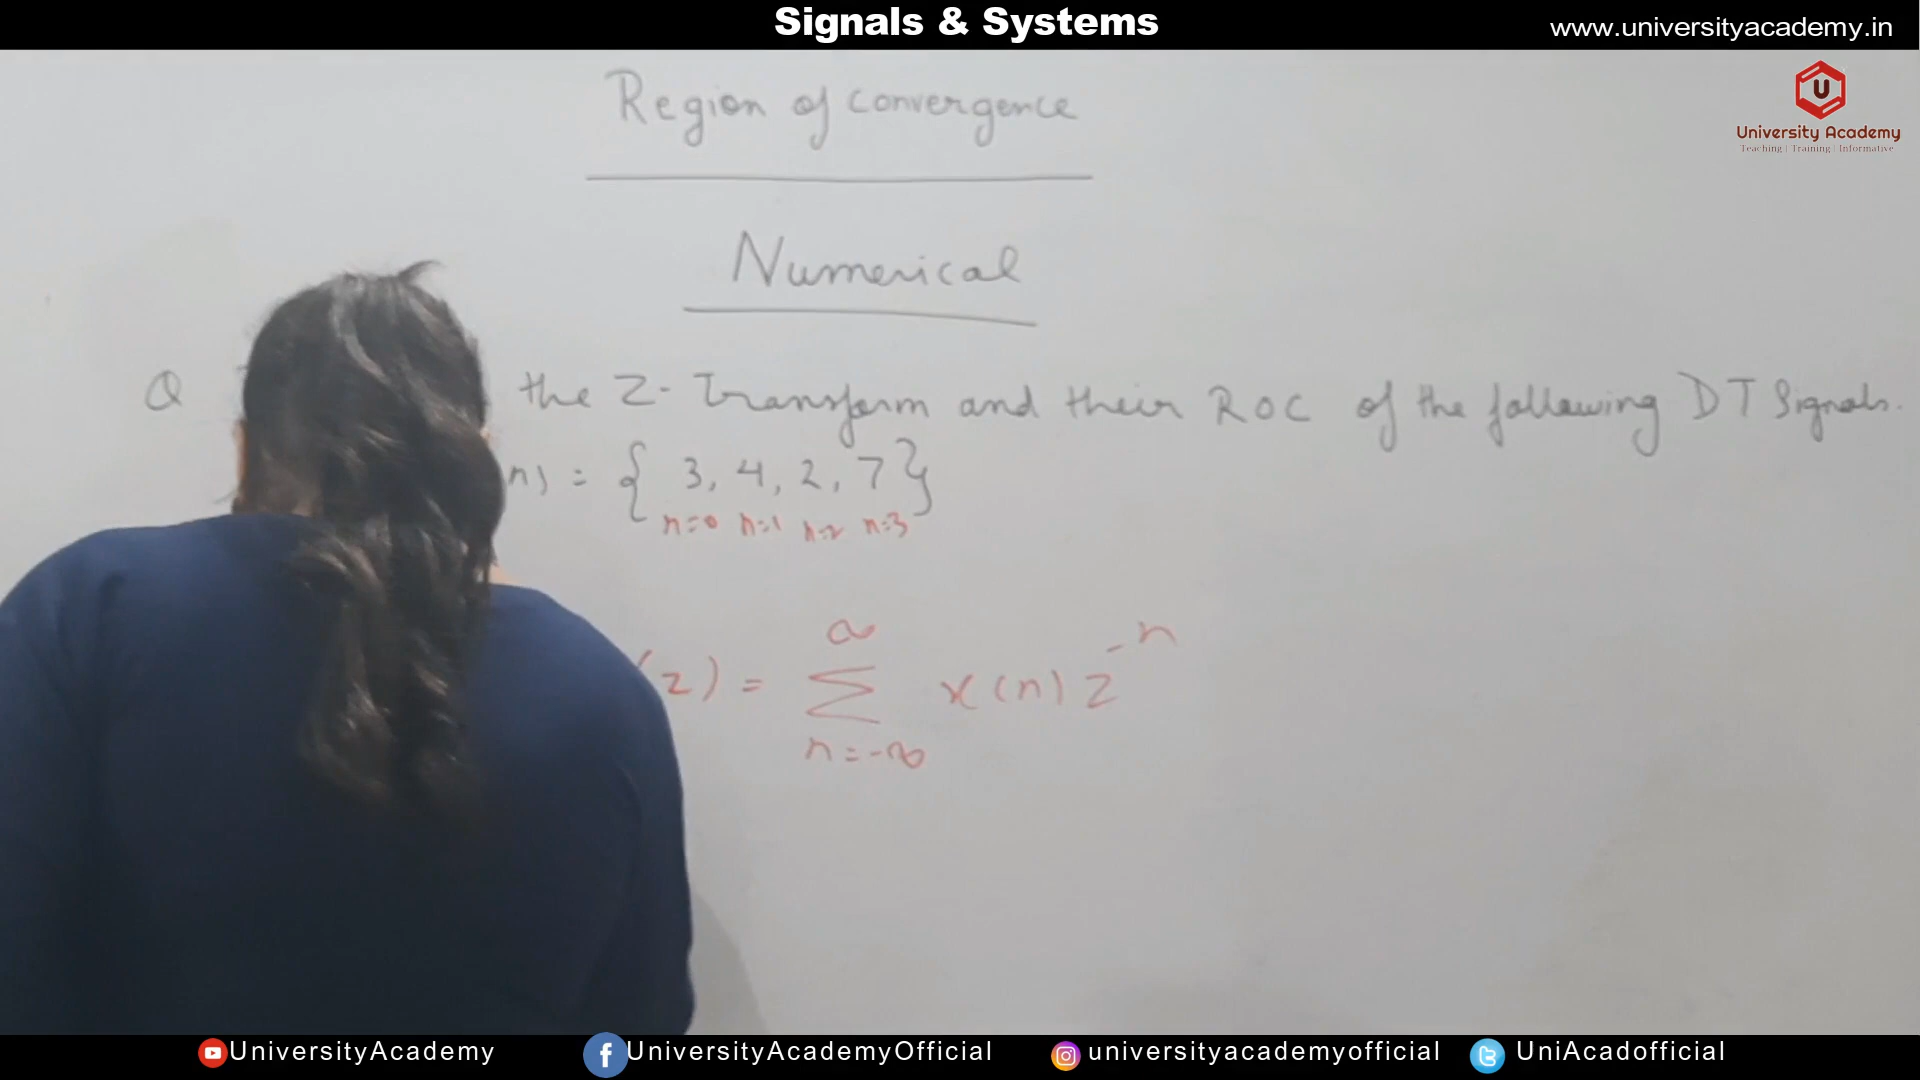 Signals & Systems
www.universityacademy.in
U
University Academy
Teaching | Training | Informative
Region of convergence
Numerical
Q the Z-Transform and their ROC of the following DT Signals.
n) = { 3, 4, 2, 7 }
n=0 n=1 n=2 n=3
(z) = ∞ Σ n=-∞ x(n) z^-n
UniversityAcademy
UniversityAcademyOfficial
universityacademyofficial
UniAcadofficial